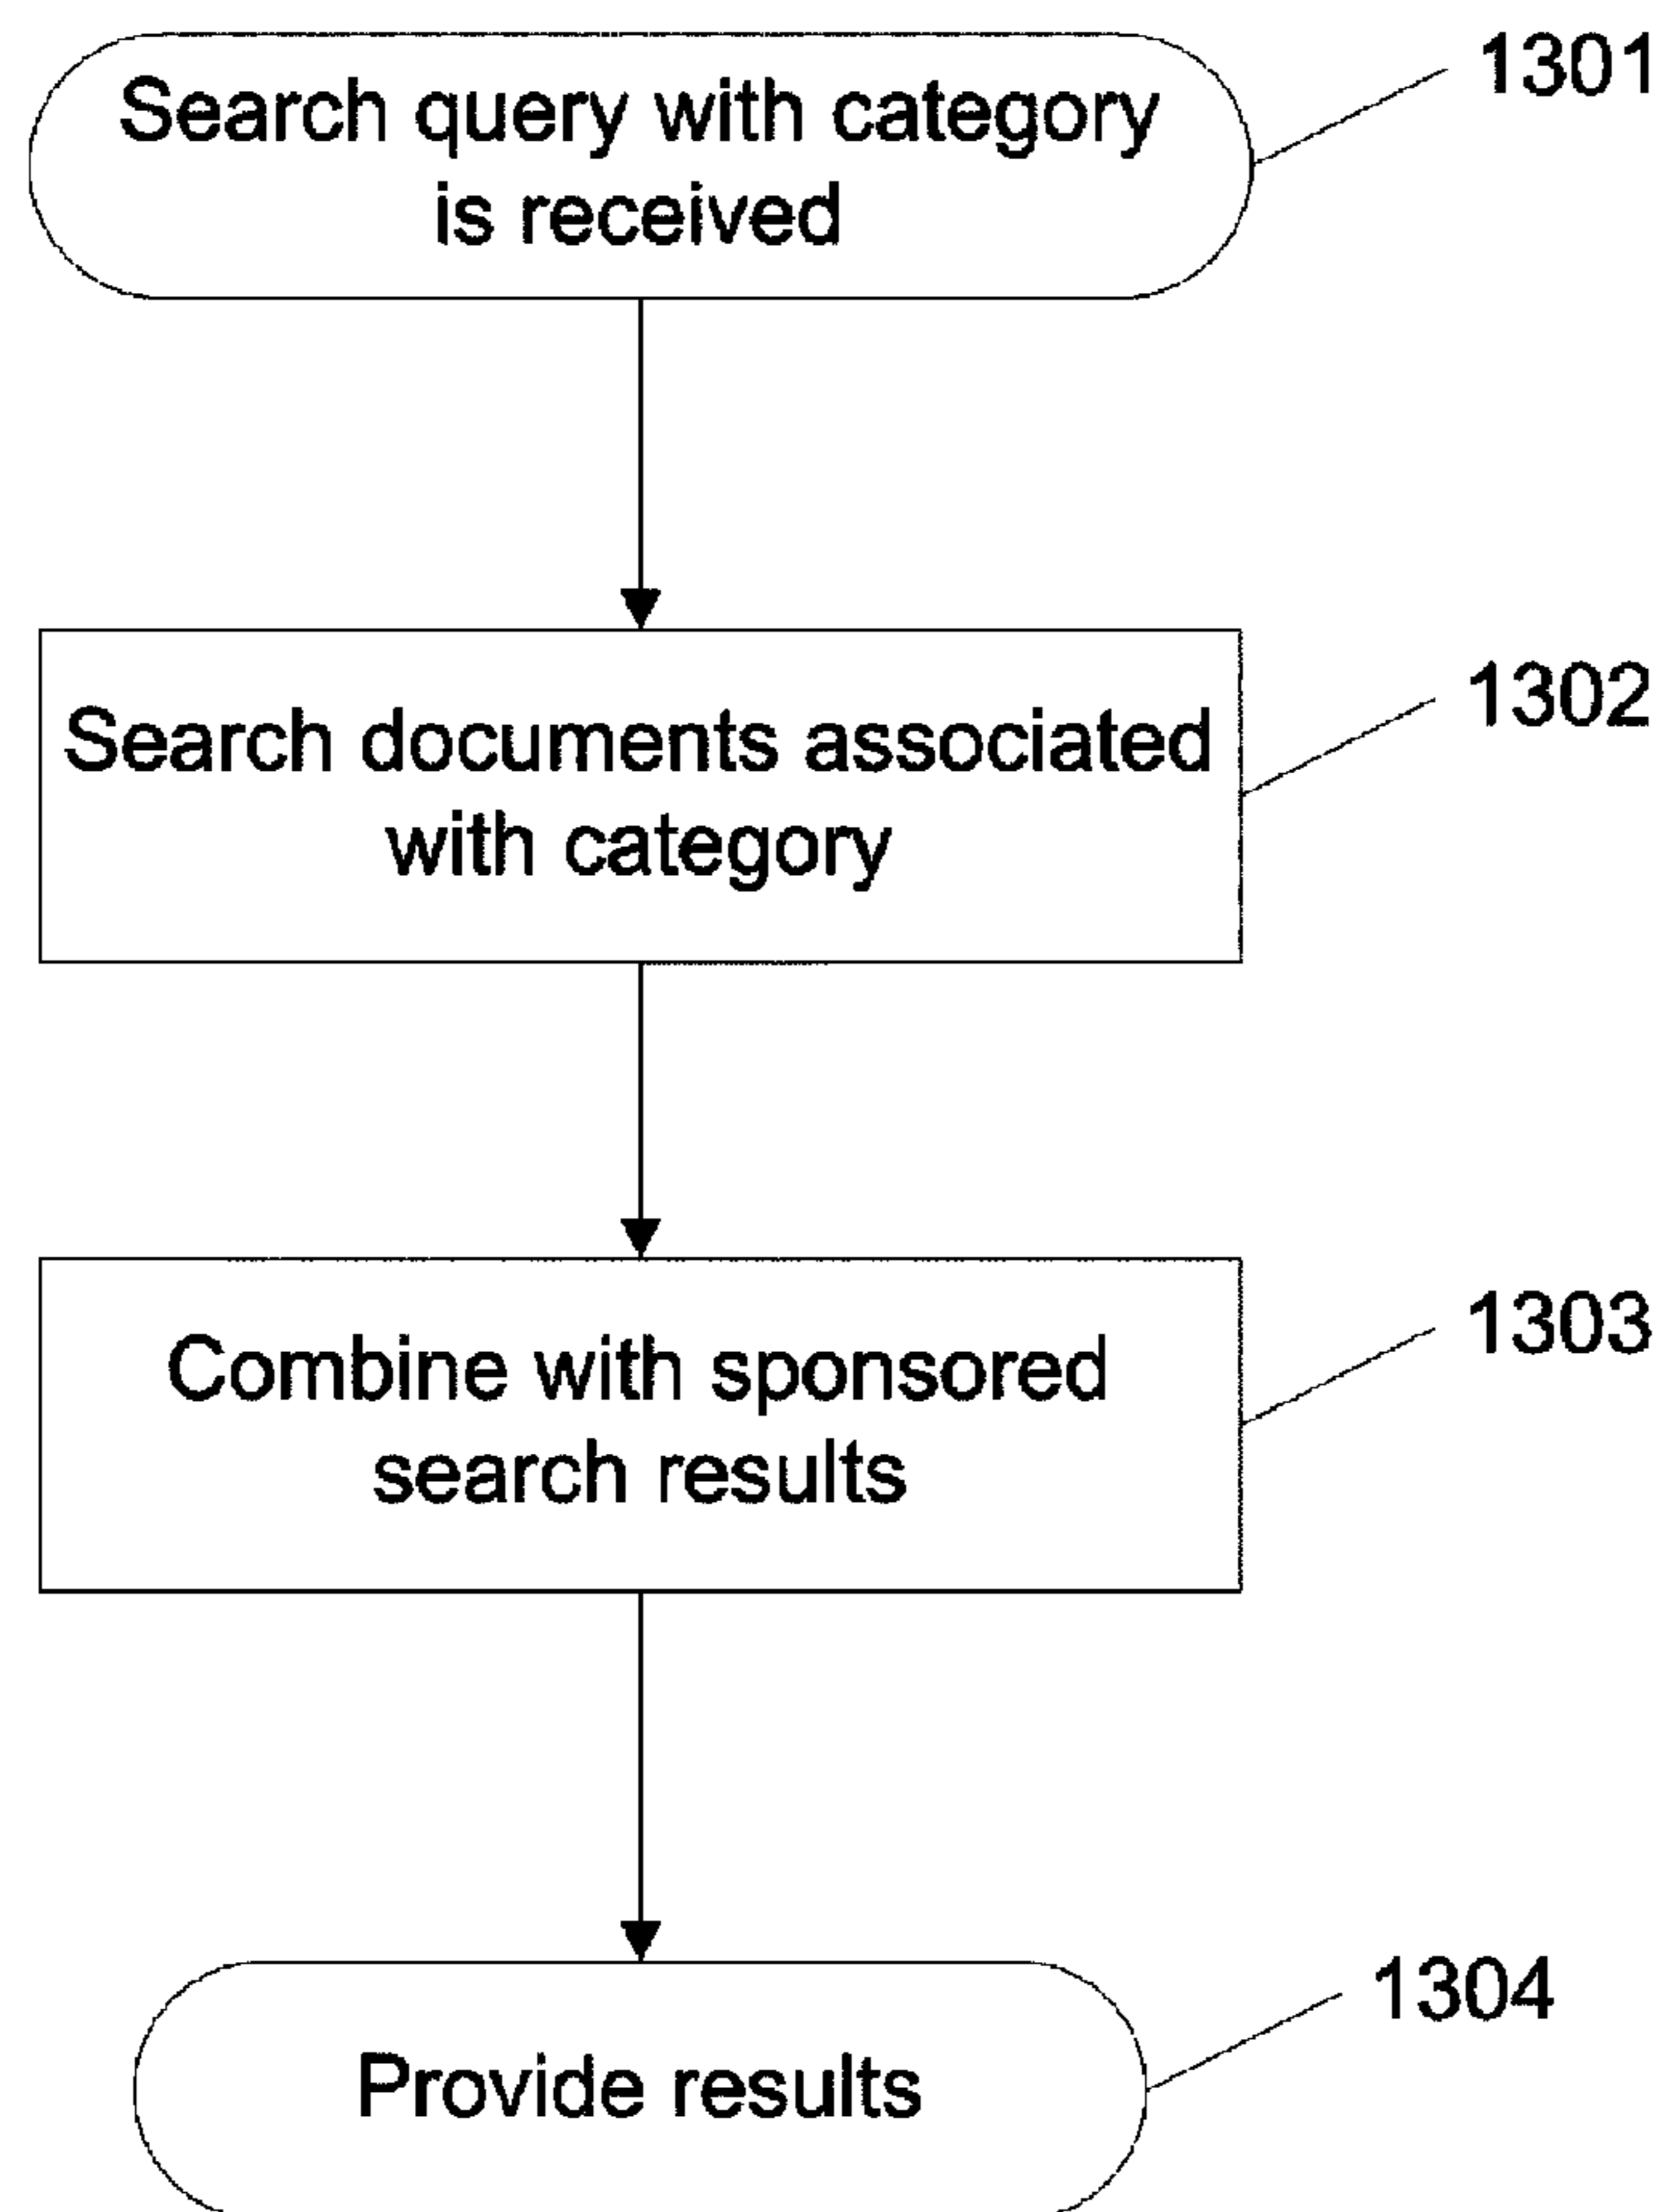 Search query with category
is received
1301
Search documents associated
with category
1302
Combine with sponsored
search results
1303
Provide results
1304